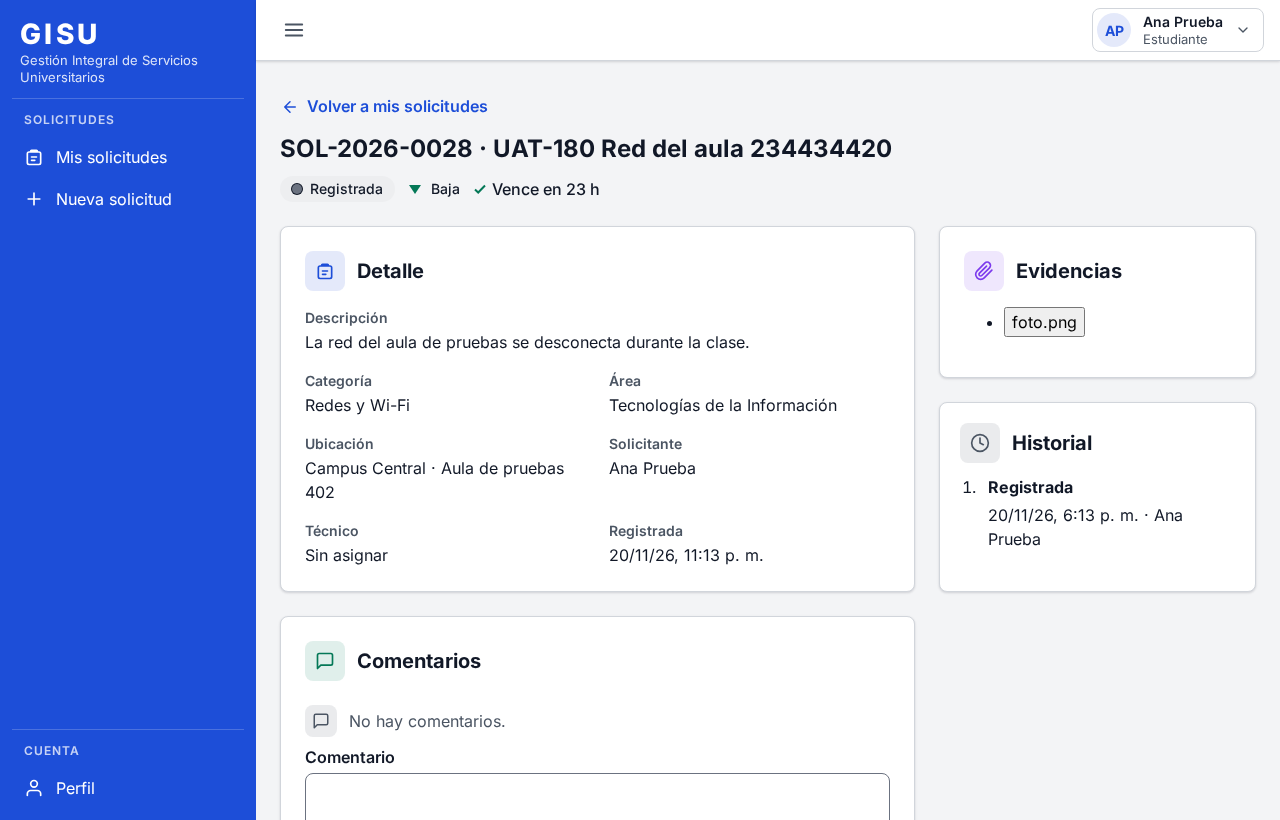 GISU
Gestión Integral de Servicios
Universitarios
SOLICITUDES
Mis solicitudes
Nueva solicitud
CUENTA
Perfil
AP
Ana Prueba
Estudiante
Volver a mis solicitudes
SOL-2026-0028 · UAT-180 Red del aula 234434420
Registrada
Baja
Vence en 23 h
Detalle
Descripción
La red del aula de pruebas se desconecta durante la clase.
Categoría
Redes y Wi-Fi
Área
Tecnologías de la Información
Ubicación
Campus Central · Aula de pruebas
402
Solicitante
Ana Prueba
Técnico
Sin asignar
Registrada
20/11/26, 11:13 p. m.
Evidencias
foto.png
Historial
1. Registrada
20/11/26, 6:13 p. m. · Ana
Prueba
Comentarios
No hay comentarios.
Comentario